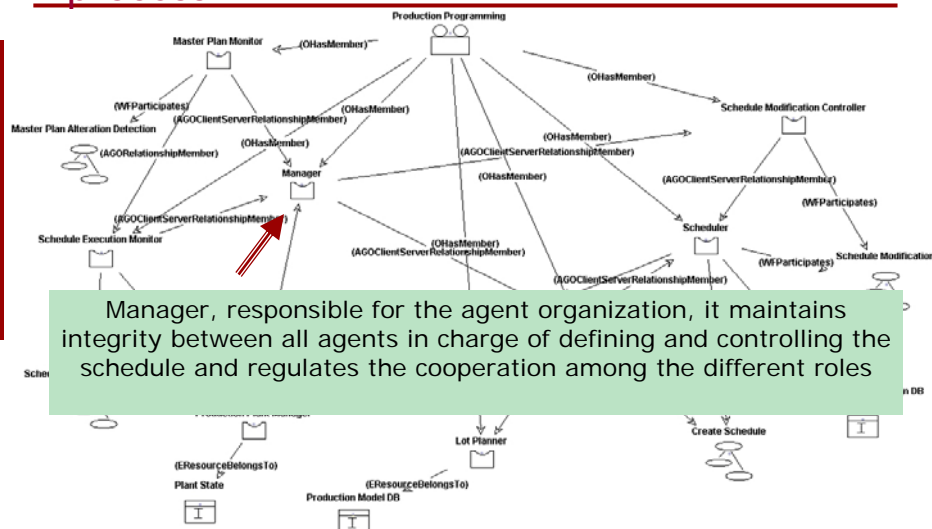 Production Programming
Master Plan Monitor
(OHasMember)
(OHasMember)
(WFParticipates)
(OHasMember)
Schedule Modification Controller
(AGOClientServerRelationshipMember)
Master Plan Alteration Detection
(OHasMember)
(OHasMember)
(AGORelationshipMember)
(AGOClientServerRelationshipMember)
Manager
(OHasMember)
(AGOClientServerRelationshipMember)
(WFParticipates)
(AGOClientServerRelationshipMember)
Scheduler
Schedule Execution Monitor
(OHasMember)
(AGOClientServerRelationshipMember)
(WFParticipates)
Schedule Modification
(AGOClientServerRelationshipMember)
Manager, responsible for the agent organization, it maintains
integrity between all agents in charge of defining and controlling the
schedule and regulates the cooperation among the different roles
Create Schedule
Lot Planner
(EResourceBelongsTo)
Plant State
(EResourceBelongsTo)
Production Model DB